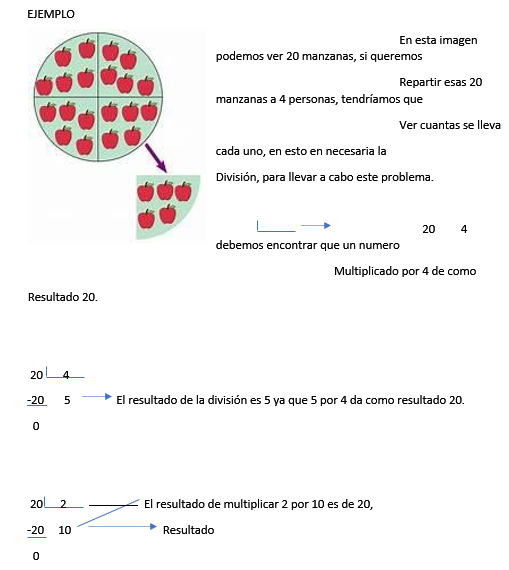 EJEMPLO
En esta imagen
podemos ver 20 manzanas, si queremos
Repartir esas 20
manzanas a 4 personas, tendríamos que
Ver cuantas se lleva
cada uno, en esto en necesaria la
División, para llevar a cabo este problema.
20 4
debemos encontrar que un numero
Multiplicado por 4 de como
Resultado 20.
20 4
-20 5 El resultado de la división es 5 ya que 5 por 4 da como resultado 20.
0
20 2 El resultado de multiplicar 2 por 10 es de 20,
-20 10 Resultado
0